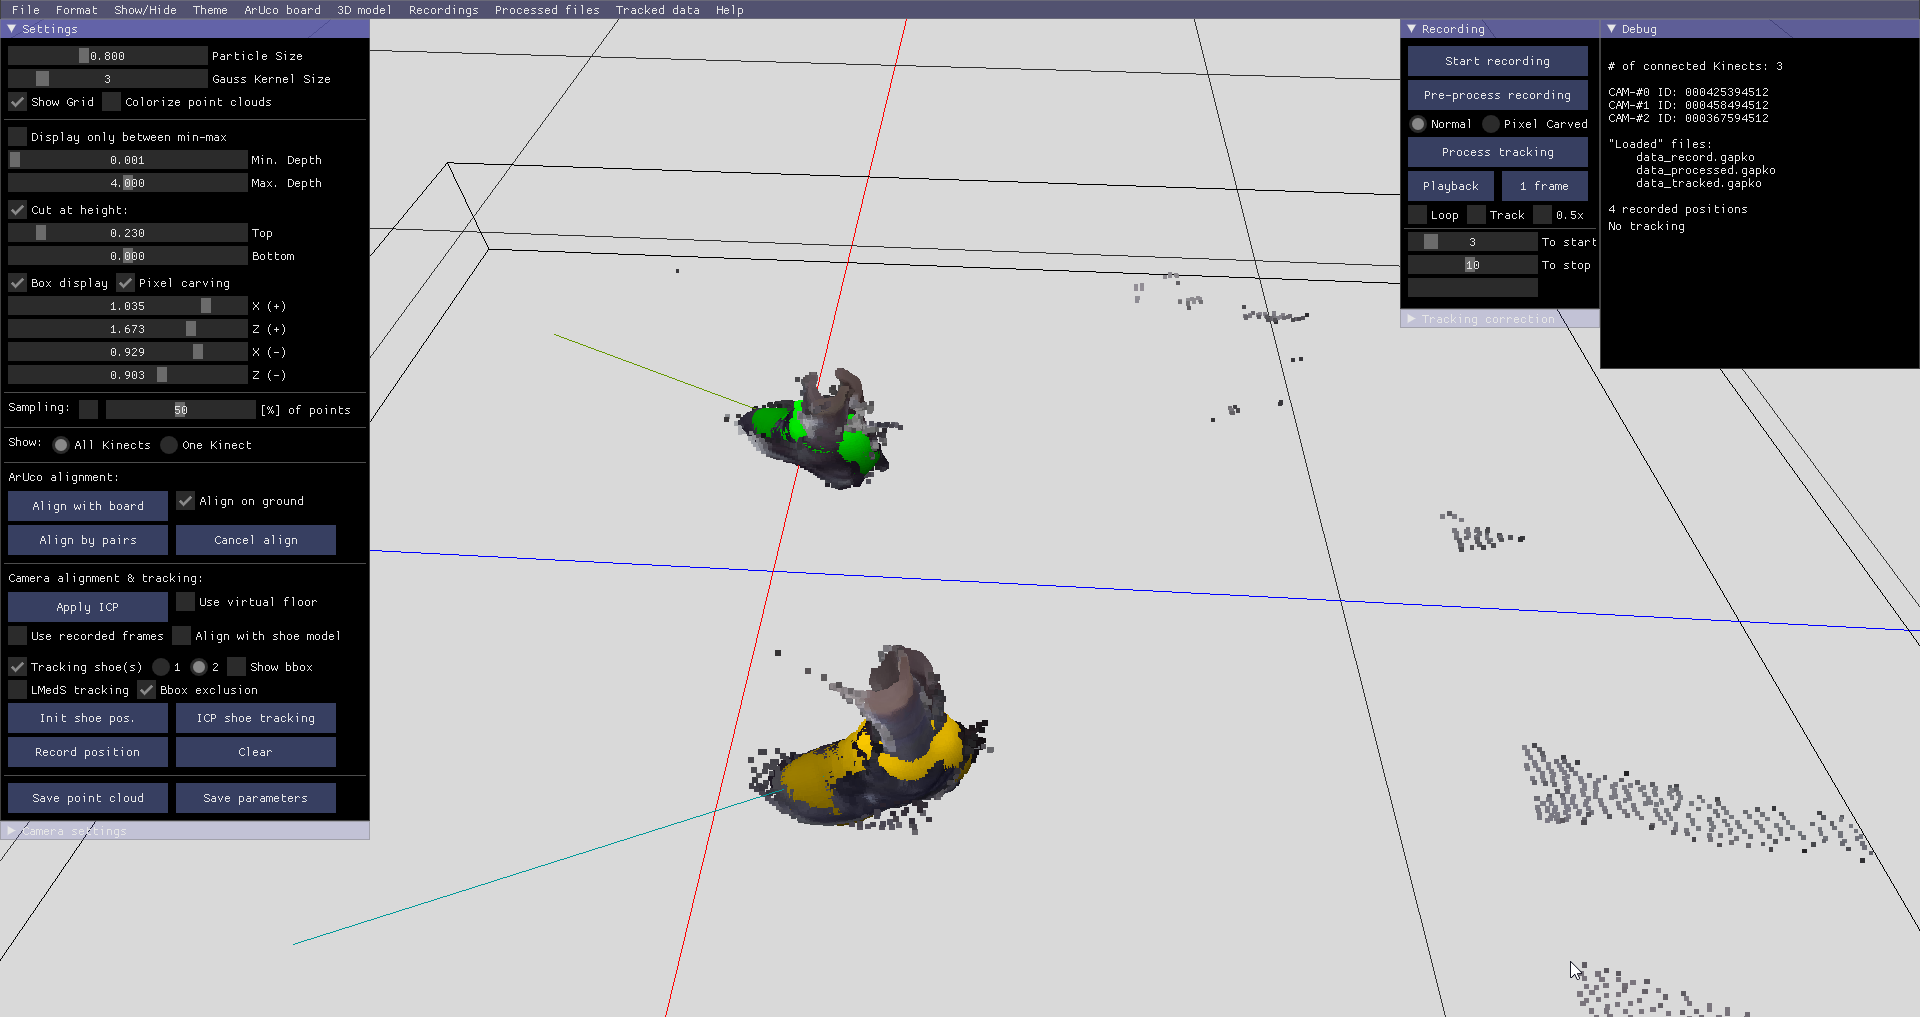 File Format Show/Hide Theme ArUco board 3D model Recordings Processed files Tracked data Help
Settings
0.800 Particle Size
3 Gauss Kernel Size
Show Grid Colorize point clouds
Display only between min-max
0.001 Min. Depth
4.000 Max. Depth
Cut at height:
0.230 Top
0.000 Bottom
Box display Pixel carving
1.035 X (+)
1.673 Z (+)
0.929 X (-)
0.903 Z (-)
Sampling: 50 [%] of points
Show: All Kinects One Kinect
ArUco alignment:
Align with board Align on ground
Align by pairs Cancel align
Camera alignment & tracking:
Apply ICP Use virtual floor
Use recorded frames Align with shoe model
Tracking shoe(s) 1 2 Show bbox
LMedS tracking Bbox exclusion
Init shoe pos. ICP shoe tracking
Record position Clear
Save point cloud Save parameters
Camera settings
Recording
Start recording
Pre-process recording
Normal Pixel Carved
Process tracking
Playback 1 frame
Loop Track 0.5x
3 To start
10 To stop
Tracking correction
Debug
# of connected Kinects: 3
CAM-#0 ID: 000425394512
CAM-#1 ID: 000458494512
CAM-#2 ID: 000367594512
"Loaded" files:
data_record.gapko
data_processed.gapko
data_tracked.gapko
4 recorded positions
No tracking